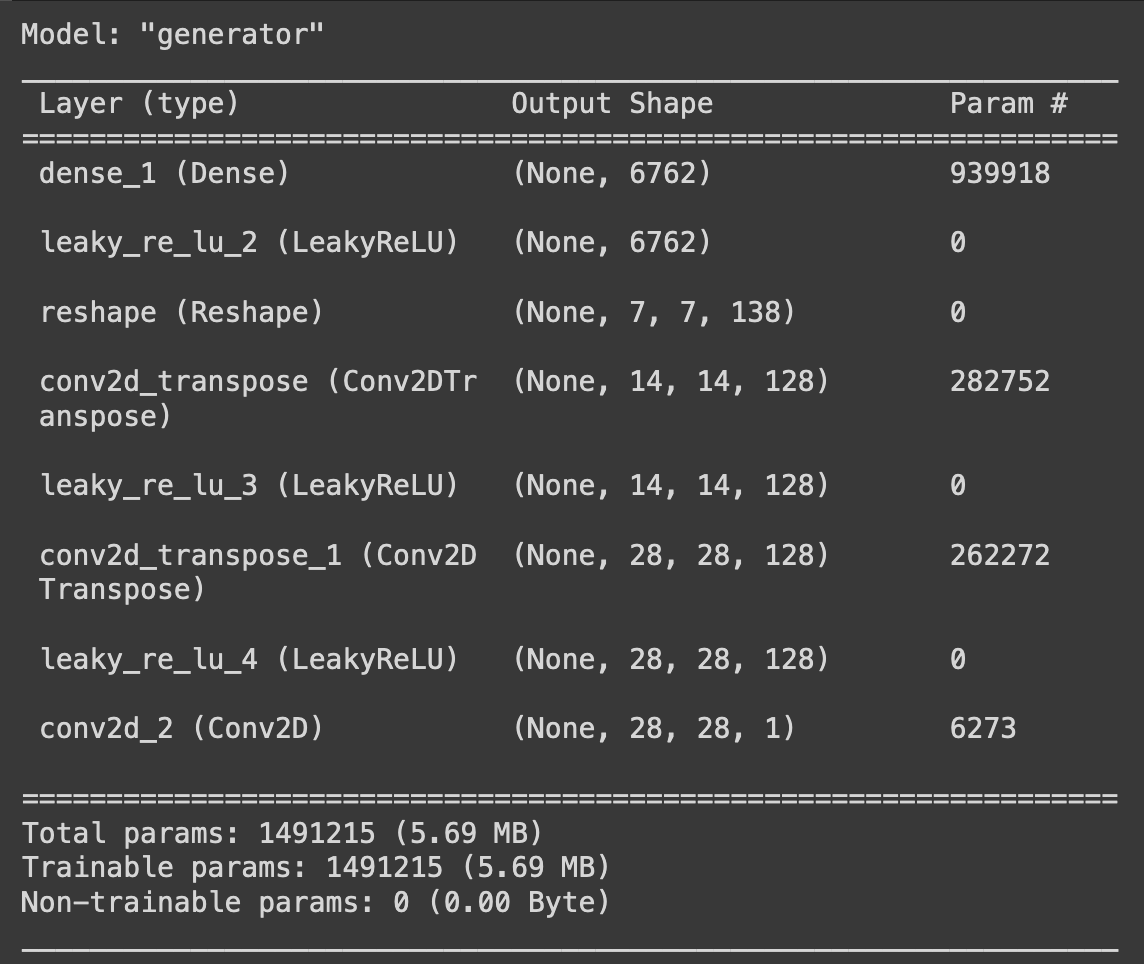 Model: "generator"
Layer (type) Output Shape Param #
dense_1 (Dense) (None, 6762) 939918
leaky_re_lu_2 (LeakyReLU) (None, 6762) 0
reshape (Reshape) (None, 7, 7, 138) 0
conv2d_transpose (Conv2DTr (None, 14, 14, 128) 282752
anspose)
leaky_re_lu_3 (LeakyReLU) (None, 14, 14, 128) 0
conv2d_transpose_1 (Conv2D (None, 28, 28, 128) 262272
Transpose)
leaky_re_lu_4 (LeakyReLU) (None, 28, 28, 128) 0
conv2d_2 (Conv2D) (None, 28, 28, 1) 6273
Total params: 1491215 (5.69 MB)
Trainable params: 1491215 (5.69 MB)
Non-trainable params: 0 (0.00 Byte)